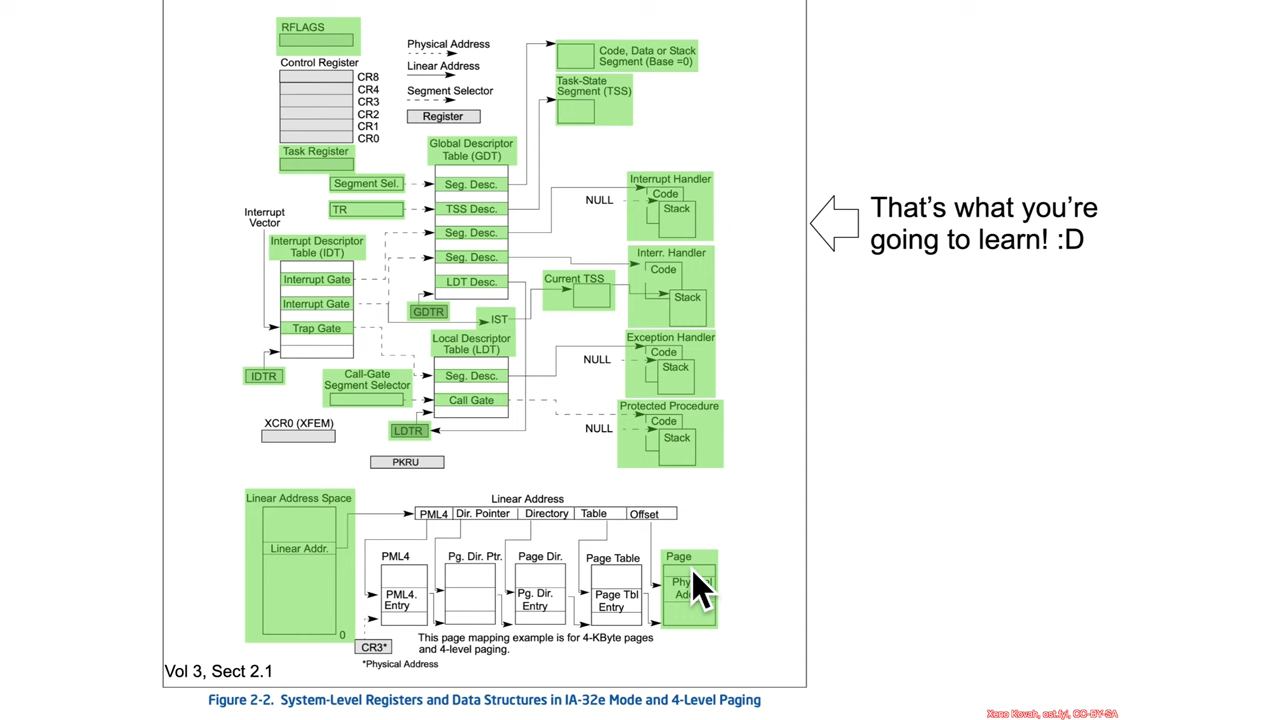 RFLAGS
Control Register
CR8
CR4
CR3
CR2
CR1
CR0
Task Register
Physical Address
Linear Address
Segment Selector
Register
Code, Data or Stack
Segment (Base =0)
Task-State
Segment (TSS)
Global Descriptor
Table (GDT)
Segment Sel.
Seg. Desc.
TR
TSS Desc.
Seg. Desc.
Seg. Desc.
LDT Desc.
GDTR
Interrupt
Vector
Interrupt Descriptor
Table (IDT)
Interrupt Gate
Interrupt Gate
Trap Gate
IDTR
Interrupt Handler
NULL
Code
Stack
Interr. Handler
Code
Stack
Current TSS
IST
Local Descriptor
Table (LDT)
Seg. Desc.
Call Gate
LDTR
Call-Gate
Segment Selector
Exception Handler
NULL
Code
Stack
Protected Procedure
NULL
Code
Stack
XCR0 (XFEM)
PKRU
That's what you're
going to learn! :D
Linear Address Space
Linear Addr.
0
Linear Address
PML4
Dir. Pointer
Directory
Table
Offset
PML4
Pg. Dir. Ptr.
Page Dir.
Page Table
Page
PML4.
Entry
Pg. Dir.
Entry
Page Tbl
Entry
CR3*
This page mapping example is for 4-KByte pages
and 4-level paging.
*Physical Address
Vol 3, Sect 2.1
Figure 2-2. System-Level Registers and Data Structures in IA-32e Mode and 4-Level Paging
Xeno Kovah, ost.fyi, CC-BY-SA